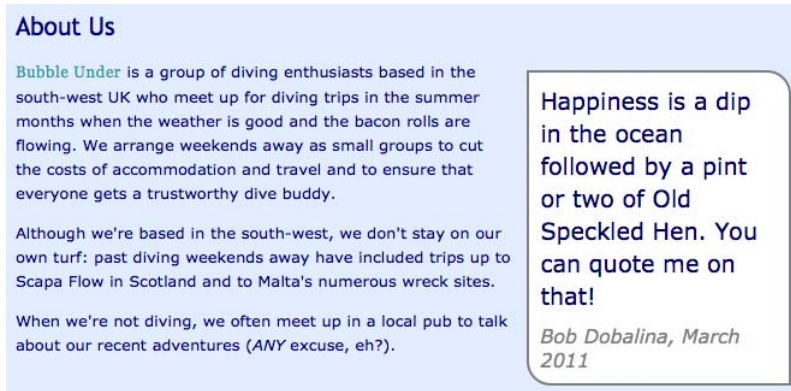 About Us
Bubble Under is a group of diving enthusiasts based in the
south-west UK who meet up for diving trips in the summer
months when the weather is good and the bacon rolls are
flowing. We arrange weekends away as small groups to cut
the costs of accommodation and travel and to ensure that
everyone gets a trustworthy dive buddy.
Although we're based in the south-west, we don't stay on our
own turf: past diving weekends away have included trips up to
Scapa Flow in Scotland and to Malta's numerous wreck sites.
When we're not diving, we often meet up in a local pub to talk
about our recent adventures (ANY excuse, eh?).
Happiness is a dip
in the ocean
followed by a pint
or two of Old
Speckled Hen. You
can quote me on
that!
Bob Dobalina, March
2011